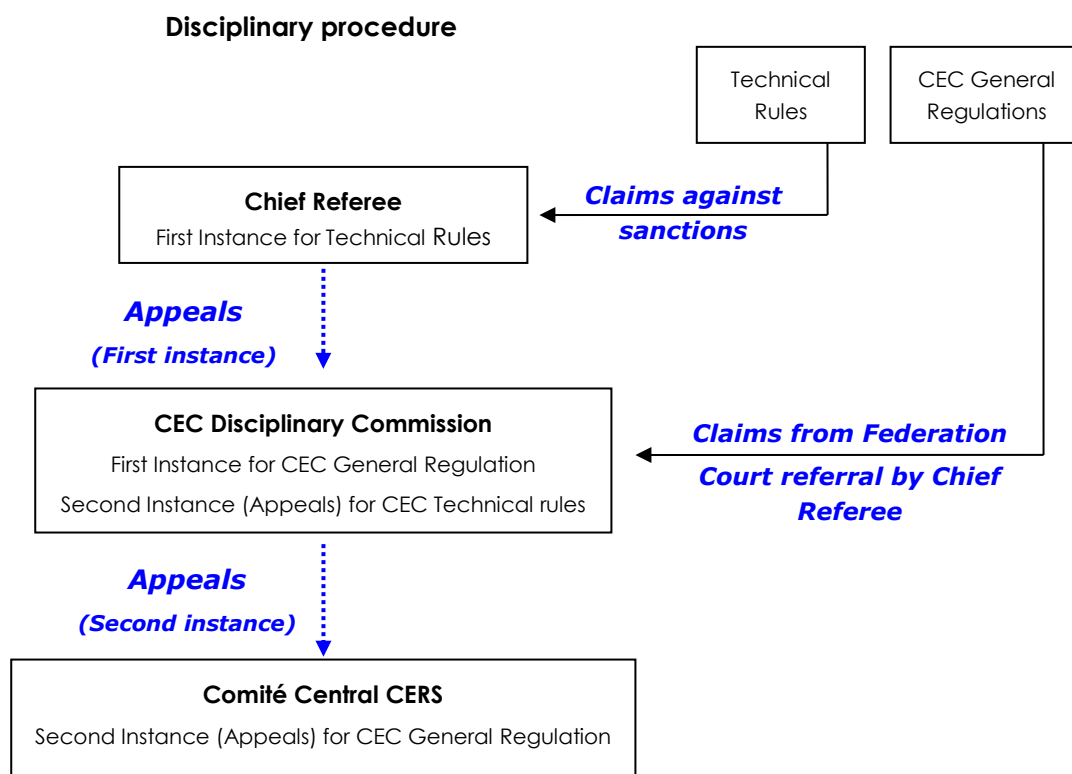 Disciplinary procedure
Technical
Rules
CEC General
Regulations
Chief Referee
First Instance for Technical Rules
Claims against
sanctions
Appeals
(First instance)
CEC Disciplinary Commission
First Instance for CEC General Regulation
Second Instance (Appeals) for CEC Technical rules
Claims from Federation
Court referral by Chief
Referee
Appeals
(Second instance)
Comité Central CERS
Second Instance (Appeals) for CEC General Regulation